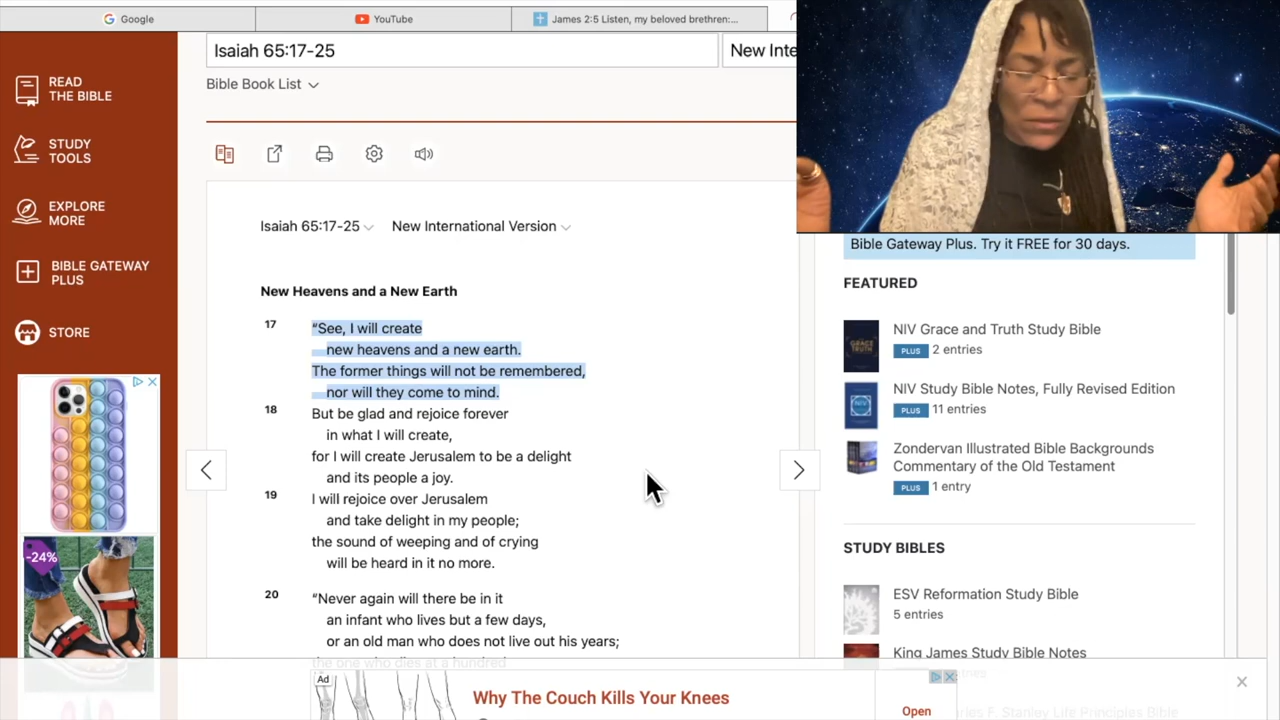 Google
YouTube
James 2:5 Listen, my beloved brethren:...
Isaiah 65:17-25
New Inte
Bible Book List
READ
THE BIBLE
STUDY
TOOLS
EXPLORE
MORE
BIBLE GATEWAY
PLUS
STORE
-24%
Isaiah 65:17-25
New International Version
New Heavens and a New Earth
17 “See, I will create
new heavens and a new earth.
The former things will not be remembered,
nor will they come to mind.
18 But be glad and rejoice forever
in what I will create,
for I will create Jerusalem to be a delight
and its people a joy.
19 I will rejoice over Jerusalem
and take delight in my people;
the sound of weeping and of crying
will be heard in it no more.
20 “Never again will there be in it
an infant who lives but a few days,
or an old man who does not live out his years;
the one who dies at a hundred
Bible Gateway Plus. Try it FREE for 30 days.
FEATURED
NIV Grace and Truth Study Bible
PLUS 2 entries
NIV Study Bible Notes, Fully Revised Edition
PLUS 11 entries
Zondervan Illustrated Bible Backgrounds
Commentary of the Old Testament
PLUS 1 entry
STUDY BIBLES
ESV Reformation Study Bible
5 entries
King James Study Bible Notes
Ad
Why The Couch Kills Your Knees
Open
F. Stanley Life Principles Bible